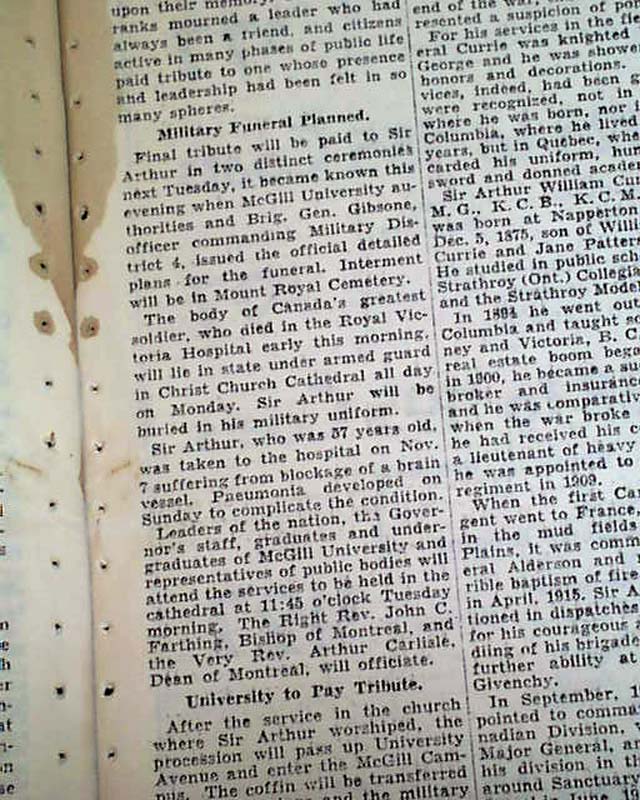 upon their memory.
ranks mourned a leader who had
always been a friend, and citizens
active in many phases of public life
paid tribute to one whose presence
and leadership had been felt in so
many spheres.
Military Funeral Planned.
Final tribute will be paid to Sir
Arthur in two distinct ceremonies
next Tuesday, it became known this
evening when McGill University au-
thorities and Brig. Gen. Gibsone,
officer commanding Military Dis-
trict 4, issued the official detailed
plans for the funeral. Interment
will be in Mount Royal Cemetery.
The body of Canada's greatest
soldier, who died in the Royal Vic-
toria Hospital early this morning,
will lie in state under armed guard
in Christ Church Cathedral all day
on Monday. Sir Arthur will be
buried in his military uniform.
Sir Arthur, who was 57 years old,
was taken to the hospital on Nov.
7 suffering from blockage of a brain
vessel. Pneumonia developed on
Sunday to complicate the condition.
Leaders of the nation, the Gover-
nor's staff, graduates and under-
graduates of McGill University and
representatives of public bodies will
attend the services to be held in the
cathedral at 11:45 o'clock Tuesday
morning. The Right Rev. John C.
Farthing, Bishop of Montreal, and
the Very Rev. Arthur Carlisle,
Dean of Montreal, will officiate.
University to Pay Tribute.
After the service in the church
where Sir Arthur worshiped, the
procession will pass up University
Avenue and enter the McGill Cam-
pus. The coffin will be transferred
and the military
end of the war,
resented a suspicion of
For his services in the
eral Currie was knighted
George and he was
honors and decorations.
vices, indeed, had been
were recognized, not in
where he was born, nor
Columbia, where he lived
years, but in Quebec,
carded his uniform,
sword and donned
Sir Arthur William
M. G., K. C. B., K. C. M.
was born at Napperton
Dec. 5, 1875, son of
Currie and Jane
He studied in public
Strathroy (Ont.)
and the Strathroy Model
In 1894 he went out
Columbia and taught
ney and Victoria, B. C.
real estate boom began
in 1900, he became a
broker and
and he was
when the war broke
he had received his
a lieutenant of heavy
he was appointed to
regiment in 1909.
When the first
gent went to France,
in the mud fields
Plains, it was
eral Alderson and
rible baptism of fire
in April, 1915. Sir
tioned in dispatches
for his courageous
dling of his brigade
further ability at
Givenchy.
In September,
pointed to
nadian Division,
Major General, and
his division in the
around
June